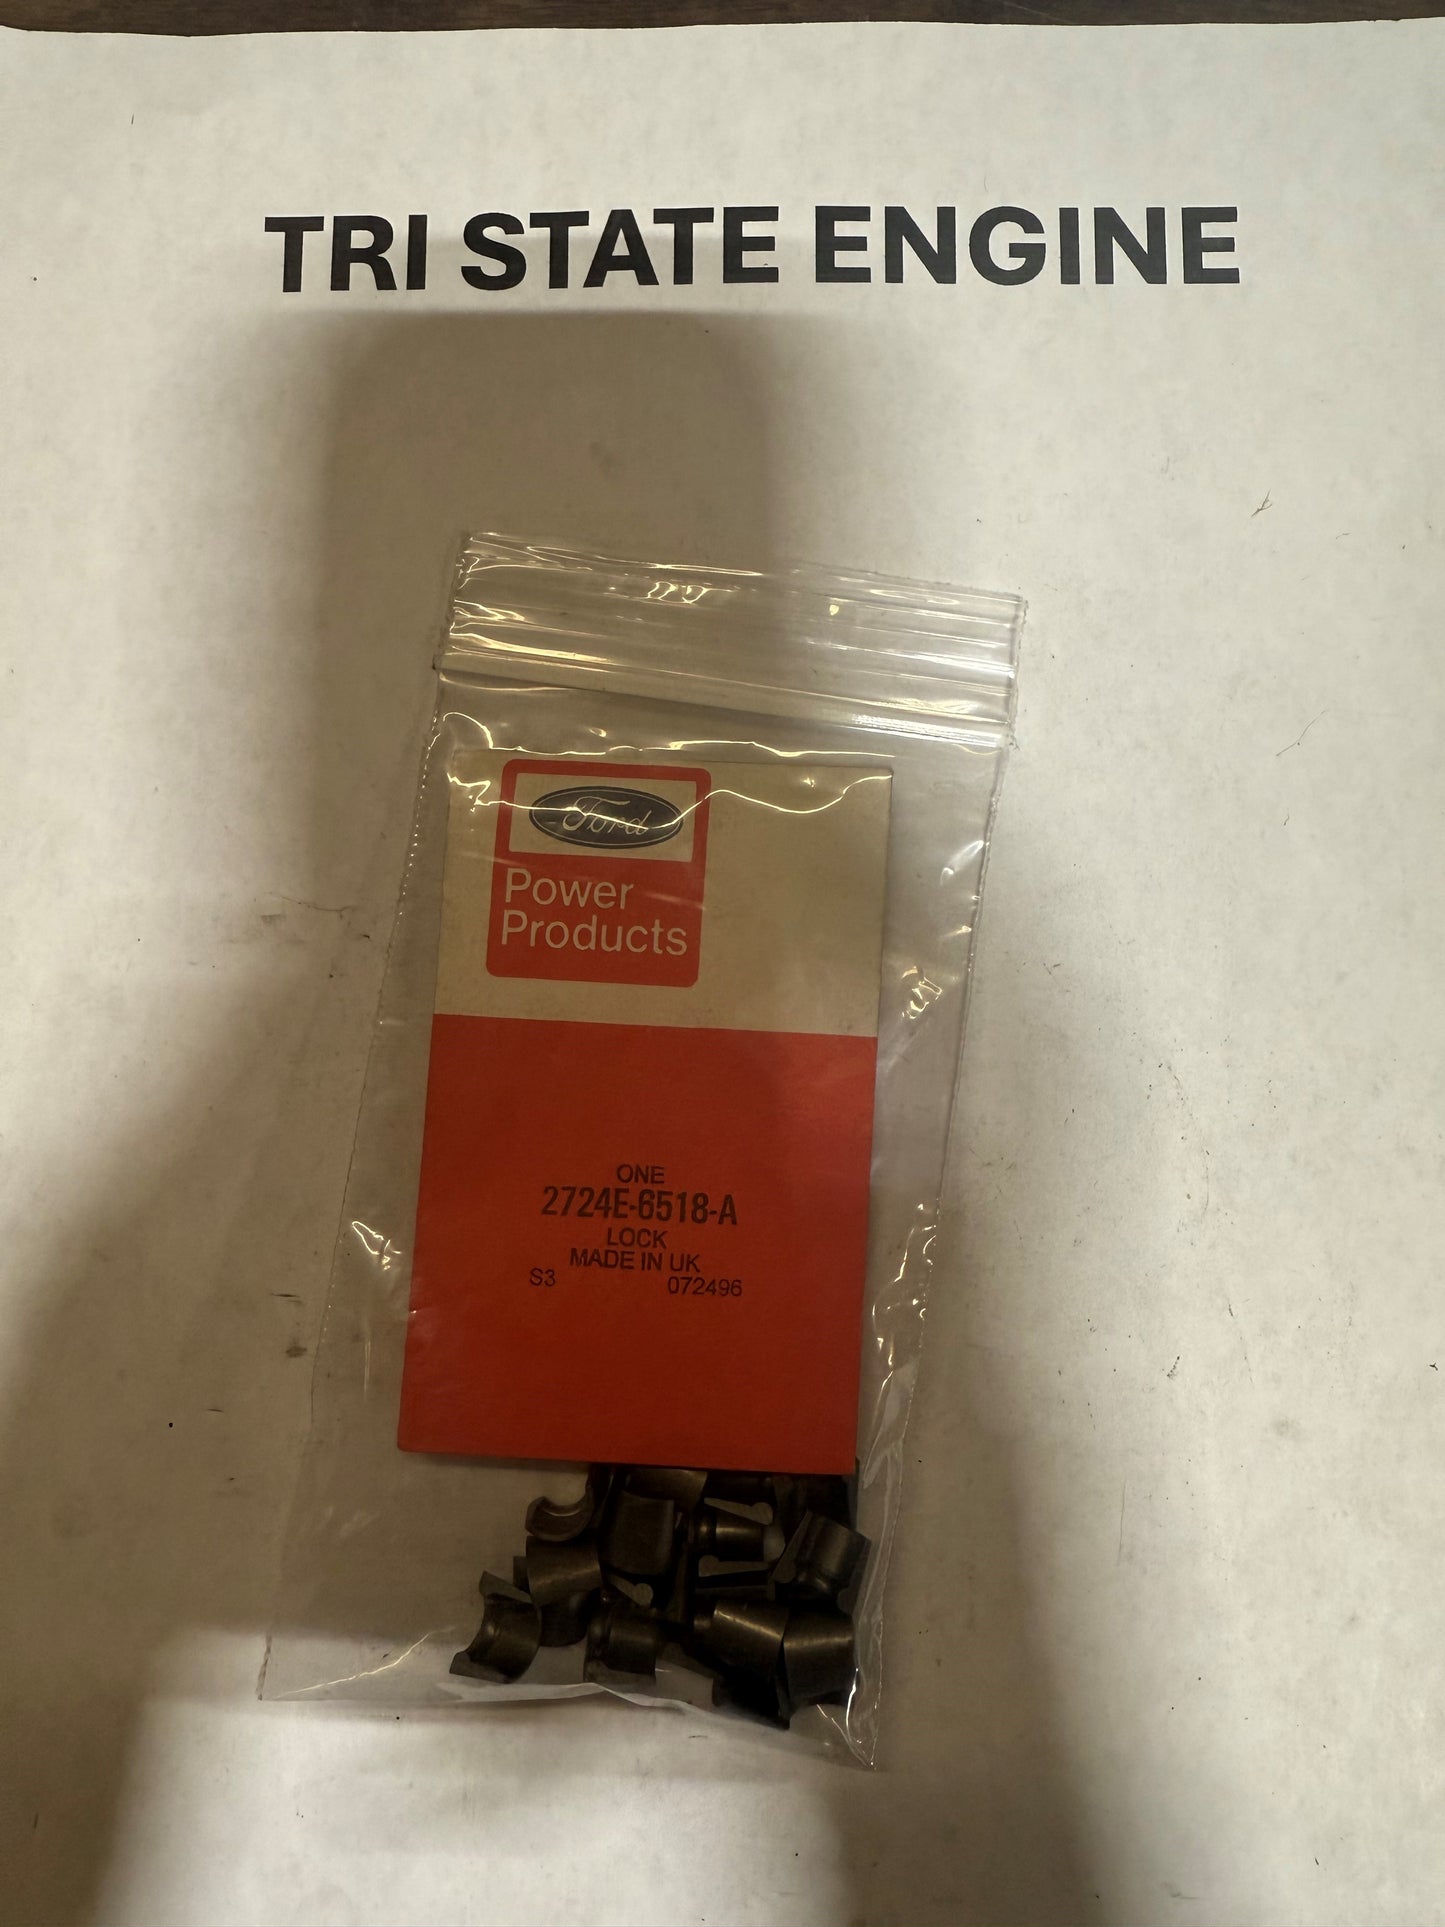 TRI STATE ENGINE
Ford
Power
Products
ONE
2724E-6518-A
LOCK
MADE IN UK
S3 072496